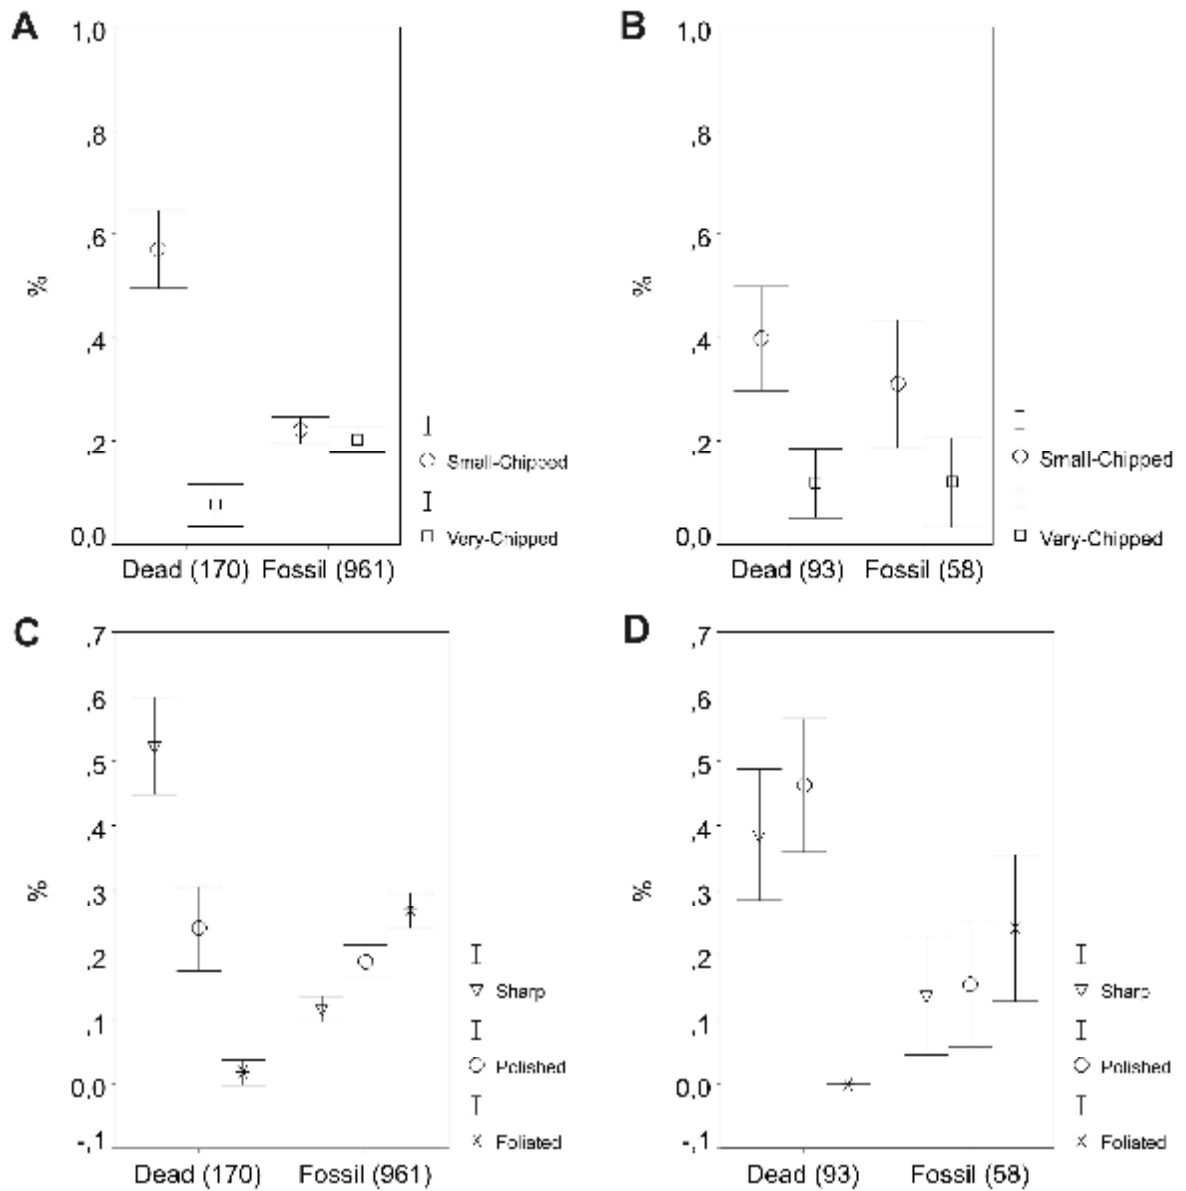 A
1,0
,8
,6
%
,4
,2
0,0
Small-Chipped
Very-Chipped
Dead (170) Fossil (961)
B
1,0
,8
,6
%
,4
,2
0,0
Small-Chipped
Very-Chipped
Dead (93) Fossil (58)
C
,7
,6
,5
,4
%
,3
,2
,1
0,0
-,1
Sharp
Polished
Foliated
Dead (170) Fossil (961)
D
,7
,6
,5
,4
%
,3
,2
,1
0,0
-,1
Sharp
Polished
Foliated
Dead (93) Fossil (58)